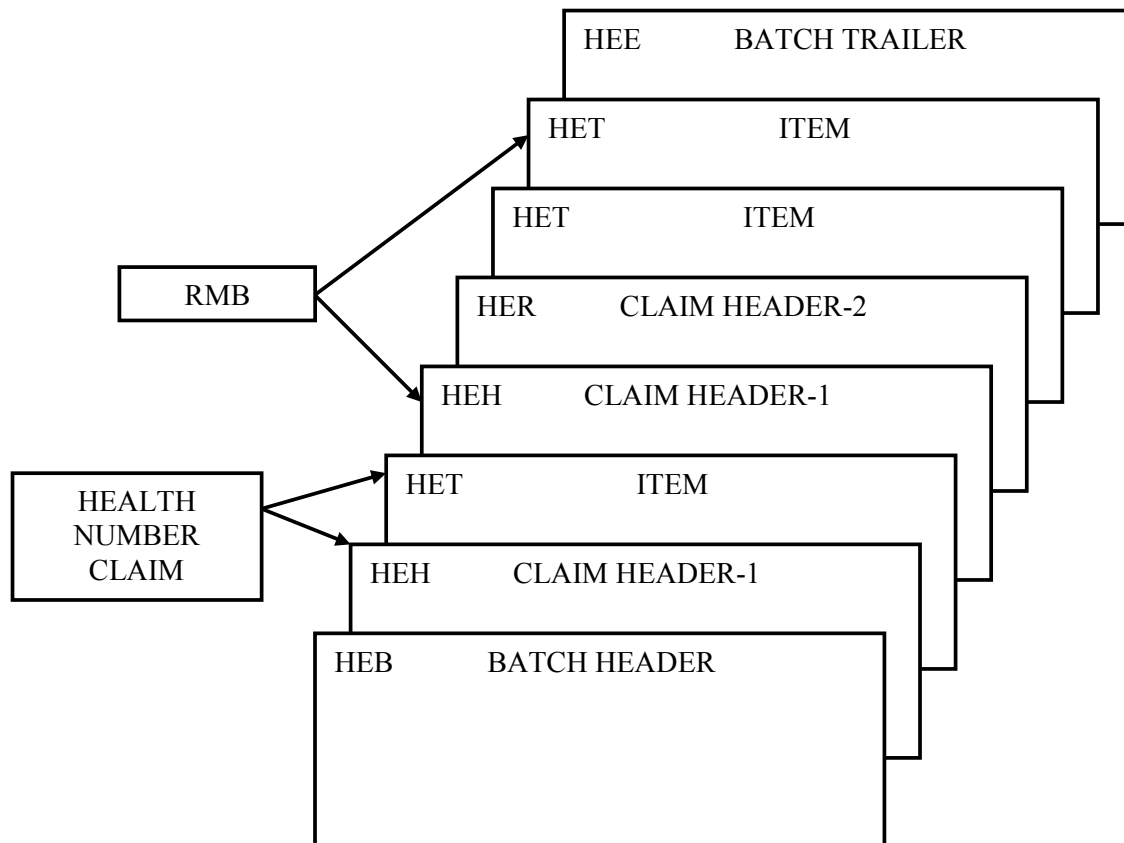 HEE BATCH TRAILER
HET ITEM
HET ITEM
RMB
HER CLAIM HEADER-2
HEH CLAIM HEADER-1
HET ITEM
HEALTH
NUMBER
CLAIM
HEH CLAIM HEADER-1
HEB BATCH HEADER